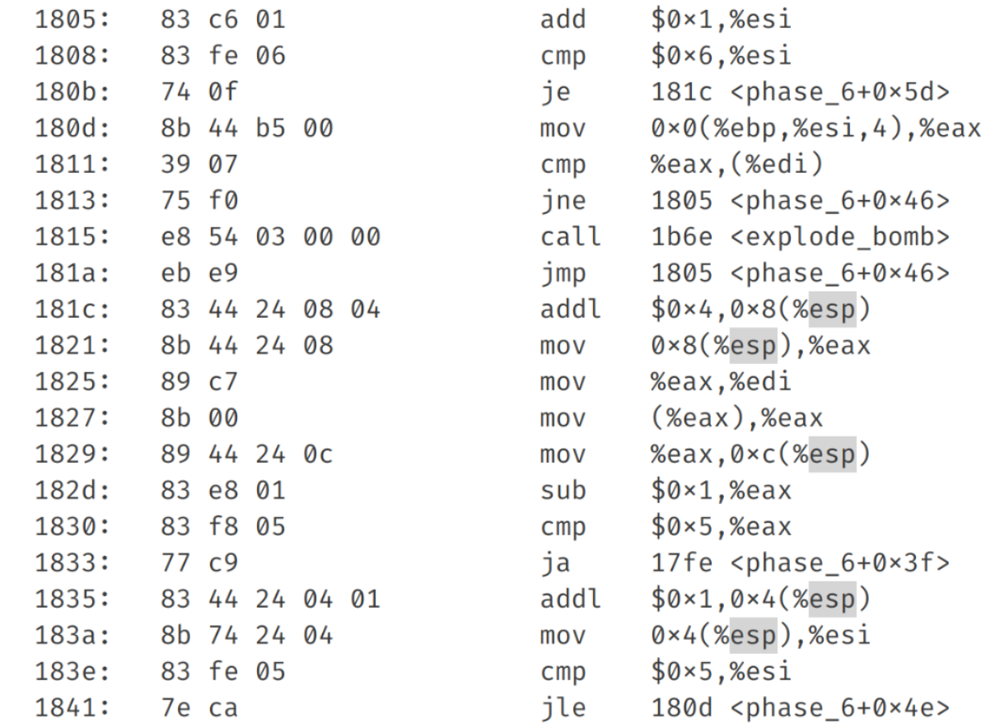 1805: 83 c6 01 add $0×1,%esi
1808: 83 fe 06 cmp $0×6,%esi
180b: 74 0f je 181c <phase_6+0×5d>
180d: 8b 44 b5 00 mov 0×0(%ebp,%esi,4),%eax
1811: 39 07 cmp %eax,(%edi)
1813: 75 f0 jne 1805 <phase_6+0×46>
1815: e8 54 03 00 00 call 1b6e <explode_bomb>
181a: eb e9 jmp 1805 <phase_6+0×46>
181c: 83 44 24 08 04 addl $0×4,0×8(%esp)
1821: 8b 44 24 08 mov 0×8(%esp),%eax
1825: 89 c7 mov %eax,%edi
1827: 8b 00 mov (%eax),%eax
1829: 89 44 24 0c mov %eax,0×c(%esp)
182d: 83 e8 01 sub $0×1,%eax
1830: 83 f8 05 cmp $0×5,%eax
1833: 77 c9 ja 17fe <phase_6+0×3f>
1835: 83 44 24 04 01 addl $0×1,0×4(%esp)
183a: 8b 74 24 04 mov 0×4(%esp),%esi
183e: 83 fe 05 cmp $0×5,%esi
1841: 7e ca jle 180d <phase_6+0×4e>